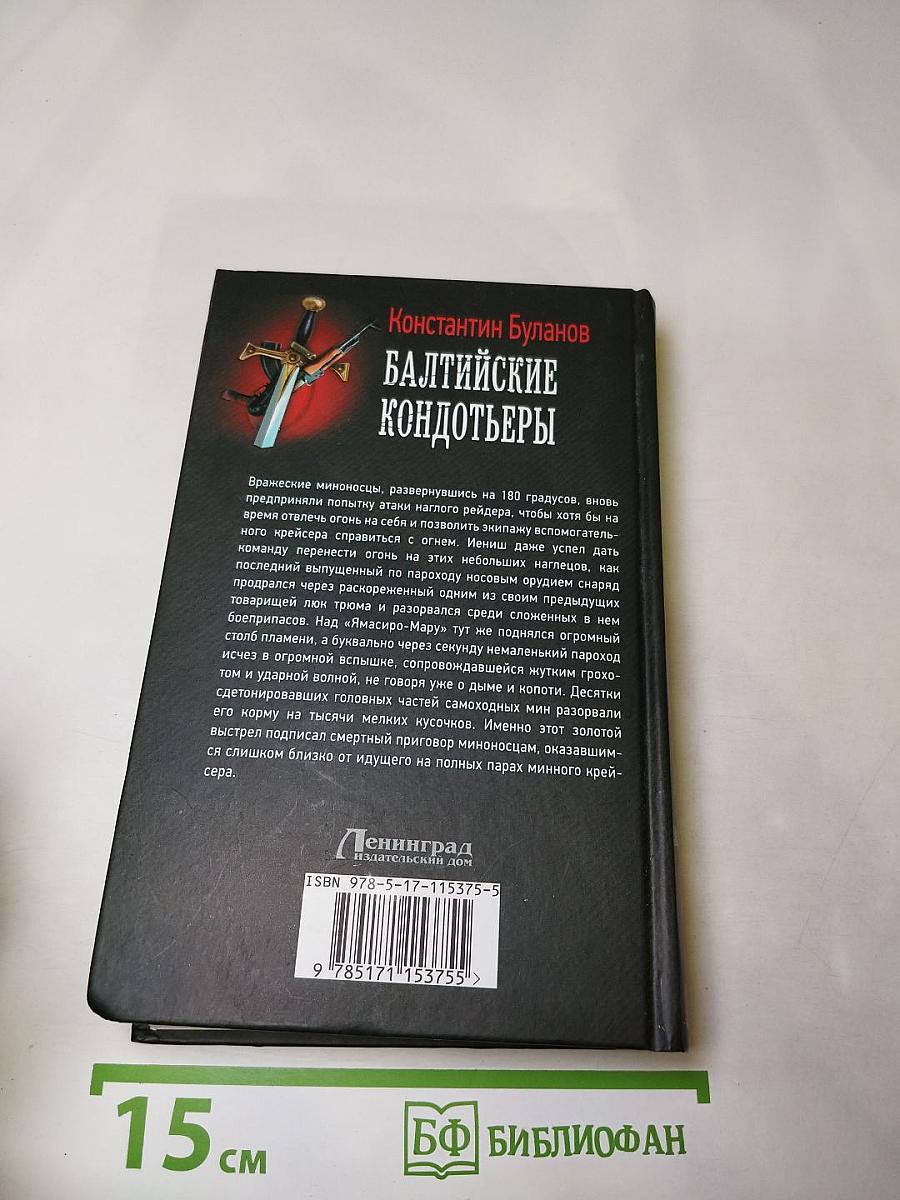 Константин Буланов
БАЛТИЙСКИЕ
КОНДОТЬЕРЫ
Вражеские миноносцы, развернувшись на 180 градусов, вновь
предприняли попытку атаки наглого рейдера, чтобы хотя бы на
время отвлечь огонь на себя и позволить экипажу вспомогатель-
ного крейсера справиться с огнем. Иениш даже успел дать
команду перенести огонь на этих небольших наглецов, как
последний выпущенный по пароходу носовым орудием снаряд
продрался через раскореженный одним из своим предыдущих
товарищей люк трюма и разорвался среди сложенных в нем
боеприпасов. Над «Ямасиро-Мару» тут же поднялся огромный
столб пламени, а буквально через секунду немаленький пароход
исчез в огромной вспышке, сопровождавшейся жутким грохо-
том и ударной волной, не говоря уже о дыме и копоти. Десятки
сдетонировавших головных частей самоходных мин разорвали
его корму на тысячи мелких кусочков. Именно этот золотой
выстрел подписал смертный приговор миноносцам, оказавшим-
ся слишком близко от идущего на полных парах минного крей-
сера.
Ленинград
издательский дом
ISBN 978-5-17-115375-5
9 785171 153755 >
15 см
БФ БИБЛИОФАН